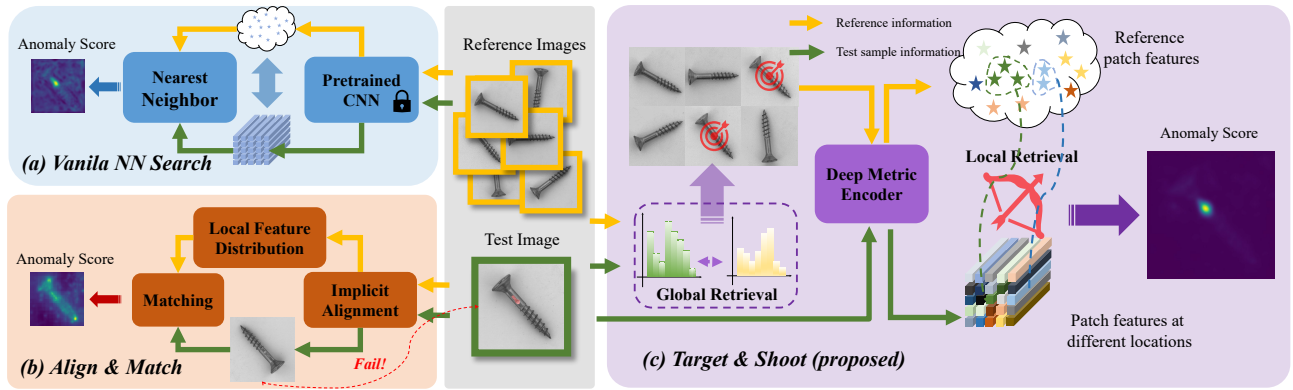 Anomaly Score
Nearest
Neighbor
Pretrained
CNN
(a) Vanila NN Search
Anomaly Score
Local Feature
Distribution
Matching
Implicit
Alignment
Fail!
(b) Align & Match
Reference Images
Test Image
Reference information
Test sample information
Global Retrieval
Deep Metric
Encoder
Reference
patch features
Local Retrieval
Anomaly Score
Patch features at
different locations
(c) Target & Shoot (proposed)